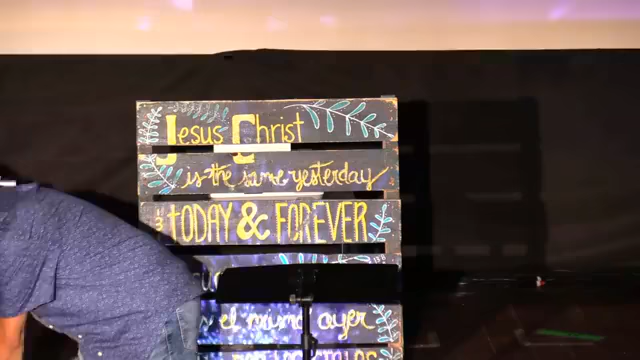 Jesus Christ
is the same yesterday
TODAY & FOREVER
el mismo ayer